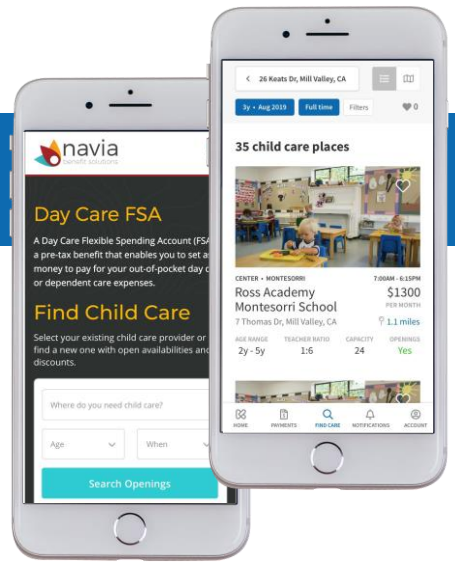 navia
benefit solutions
Day Care FSA
A Day Care Flexible Spending Account (FSA
a pre-tax benefit that enables you to set as
money to pay for your out-of-pocket day c
or dependent care expenses.
Find Child Care
Select your existing child care provider or
find a new one with open availabilities and
discounts.
Where do you need child care?
Age When
Search Openings
26 Keats Dr, Mill Valley, CA
3y • Aug 2019 Full time Filters 0
35 child care places
CENTER • MONTESSORI 7:00AM - 6:15PM
Ross Academy $1300
Montesorri School PER MONTH
7 Thomas Dr, Mill Valley, CA 1.1 miles
AGE RANGE TEACHER RATIO CAPACITY OPENINGS
2y - 5y 1:6 24 Yes
HOME PAYMENTS FIND CARE NOTIFICATIONS ACCOUNT